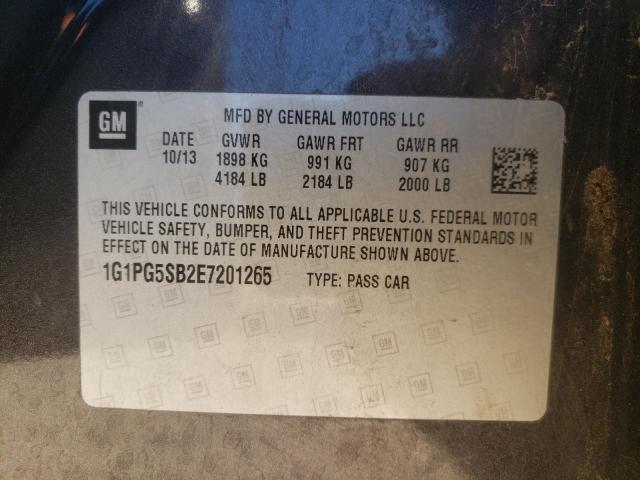 GM
MFD BY GENERAL MOTORS LLC
DATE GVWR GAWR FRT GAWR RR
10/13 1898 KG 991 KG 907 KG
4184 LB 2184 LB 2000 LB
THIS VEHICLE CONFORMS TO ALL APPLICABLE U.S. FEDERAL MOTOR
VEHICLE SAFETY, BUMPER, AND THEFT PREVENTION STANDARDS IN
EFFECT ON THE DATE OF MANUFACTURE SHOWN ABOVE.
1G1PG5SB2E7201265 TYPE: PASS CAR